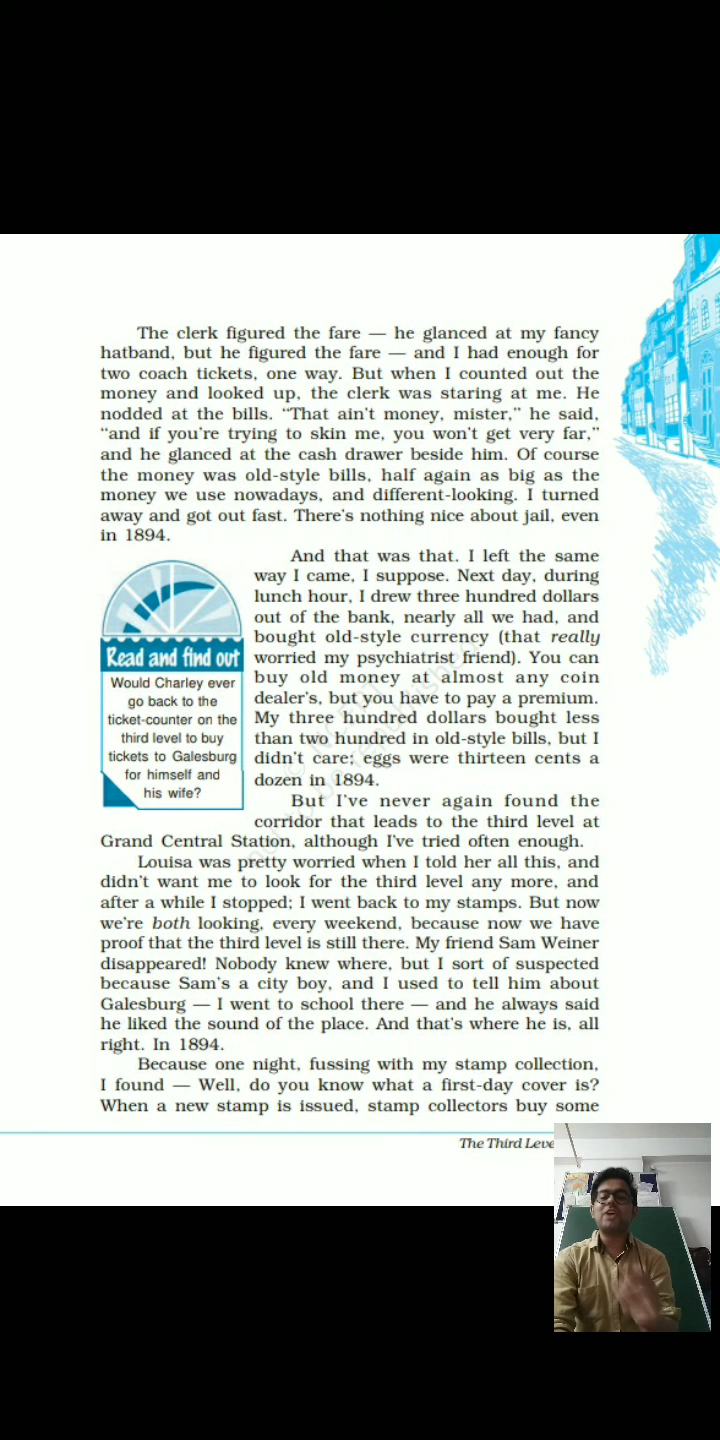 The clerk figured the fare — he glanced at my fancy
hatband, but he figured the fare — and I had enough for
two coach tickets, one way. But when I counted out the
money and looked up, the clerk was staring at me. He
nodded at the bills. “That ain't money, mister,” he said,
“and if you're trying to skin me, you won't get very far,”
and he glanced at the cash drawer beside him. Of course
the money was old-style bills, half again as big as the
money we use nowadays, and different-looking. I turned
away and got out fast. There's nothing nice about jail, even
in 1894.
And that was that. I left the same
way I came, I suppose. Next day, during
lunch hour, I drew three hundred dollars
out of the bank, nearly all we had, and
bought old-style currency (that really
worried my psychiatrist friend). You can
buy old money at almost any coin
dealer's, but you have to pay a premium.
My three hundred dollars bought less
than two hundred in old-style bills, but I
didn't care; eggs were thirteen cents a
dozen in 1894.
Read and find out
Would Charley ever
go back to the
ticket-counter on the
third level to buy
tickets to Galesburg
for himself and
his wife?
But I've never again found the
corridor that leads to the third level at
Grand Central Station, although I've tried often enough.
Louisa was pretty worried when I told her all this, and
didn't want me to look for the third level any more, and
after a while I stopped; I went back to my stamps. But now
we're both looking, every weekend, because now we have
proof that the third level is still there. My friend Sam Weiner
disappeared! Nobody knew where, but I sort of suspected
because Sam's a city boy, and I used to tell him about
Galesburg — I went to school there — and he always said
he liked the sound of the place. And that's where he is, all
right. In 1894.
Because one night, fussing with my stamp collection,
I found — Well, do you know what a first-day cover is?
When a new stamp is issued, stamp collectors buy some
The Third Leve
© NCERT
not to be republished